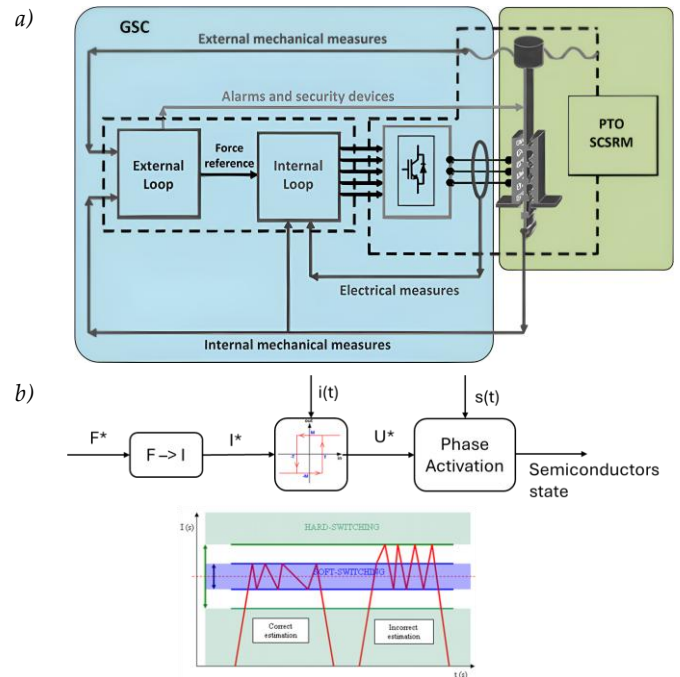 a)
GSC
External mechanical measures
Alarms and security devices
External
Loop
Force
reference
Internal
Loop
PTO
SCSRM
Electrical measures
Internal mechanical measures
b)
i(t)
s(t)
F*
F –> I
I*
U*
Phase
Activation
Semiconductors
state
I (s)
HARD-SWITCHING
SOFT-SWITCHING
Correct
estimation
Incorrect
estimation
t (s)